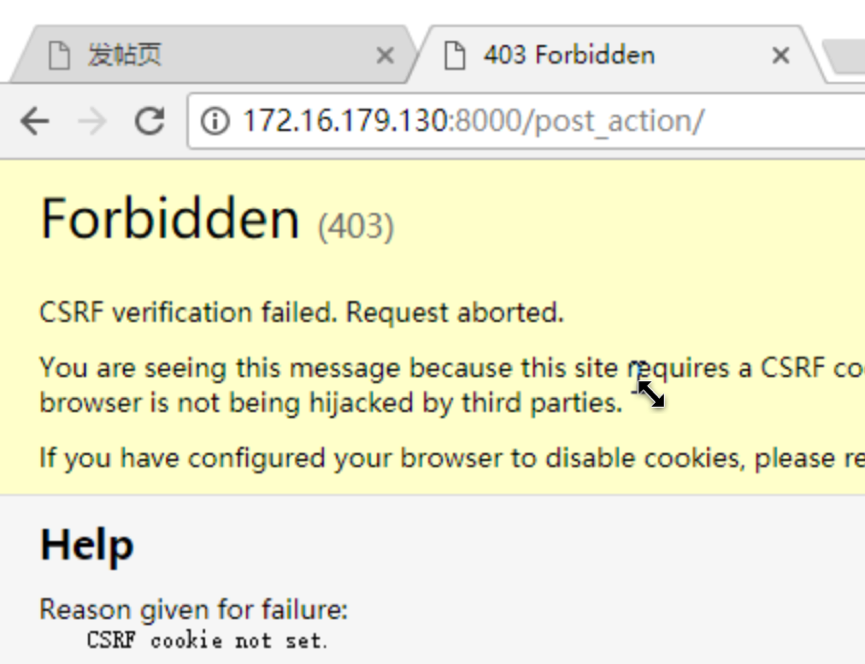 发帖页
403 Forbidden
172.16.179.130:8000/post_action/
Forbidden (403)
CSRF verification failed. Request aborted.
You are seeing this message because this site requires a CSRF co
browser is not being hijacked by third parties.
If you have configured your browser to disable cookies, please re
Help
Reason given for failure:
CSRF cookie not set.